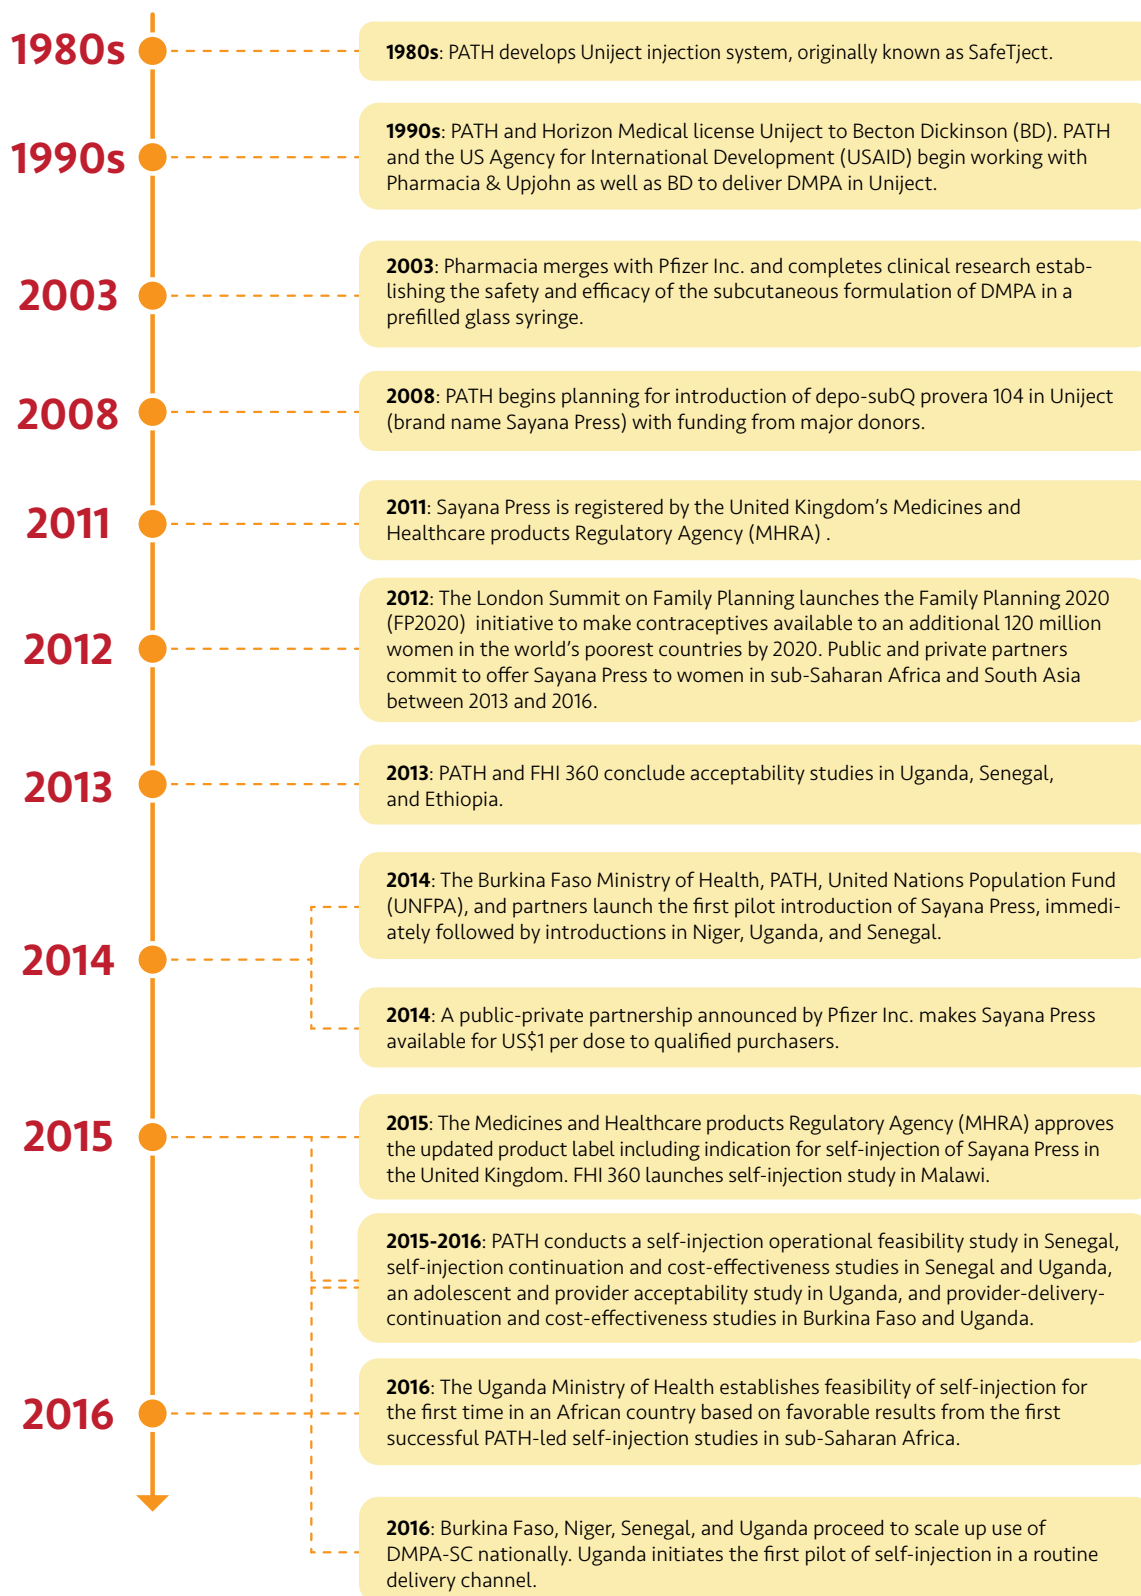 1980s
1980s: PATH develops Uniject injection system, originally known as SafeTject.
1990s
1990s: PATH and Horizon Medical license Uniject to Becton Dickinson (BD). PATH
and the US Agency for International Development (USAID) begin working with
Pharmacia & Upjohn as well as BD to deliver DMPA in Uniject.
2003
2003: Pharmacia merges with Pfizer Inc. and completes clinical research estab-
lishing the safety and efficacy of the subcutaneous formulation of DMPA in a
prefilled glass syringe.
2008
2008: PATH begins planning for introduction of depo-subQ provera 104 in Uniject
(brand name Sayana Press) with funding from major donors.
2011
2011: Sayana Press is registered by the United Kingdom’s Medicines and
Healthcare products Regulatory Agency (MHRA) .
2012
2012: The London Summit on Family Planning launches the Family Planning 2020
(FP2020) initiative to make contraceptives available to an additional 120 million
women in the world’s poorest countries by 2020. Public and private partners
commit to offer Sayana Press to women in sub-Saharan Africa and South Asia
between 2013 and 2016.
2013
2013: PATH and FHI 360 conclude acceptability studies in Uganda, Senegal,
and Ethiopia.
2014
2014: The Burkina Faso Ministry of Health, PATH, United Nations Population Fund
(UNFPA), and partners launch the first pilot introduction of Sayana Press, immedi-
ately followed by introductions in Niger, Uganda, and Senegal.
2014: A public-private partnership announced by Pfizer Inc. makes Sayana Press
available for US$1 per dose to qualified purchasers.
2015
2015: The Medicines and Healthcare products Regulatory Agency (MHRA) approves
the updated product label including indication for self-injection of Sayana Press in
the United Kingdom. FHI 360 launches self-injection study in Malawi.
2015-2016: PATH conducts a self-injection operational feasibility study in Senegal,
self-injection continuation and cost-effectiveness studies in Senegal and Uganda,
an adolescent and provider acceptability study in Uganda, and provider-delivery-
continuation and cost-effectiveness studies in Burkina Faso and Uganda.
2016
2016: The Uganda Ministry of Health establishes feasibility of self-injection for
the first time in an African country based on favorable results from the first
successful PATH-led self-injection studies in sub-Saharan Africa.
2016: Burkina Faso, Niger, Senegal, and Uganda proceed to scale up use of
DMPA-SC nationally. Uganda initiates the first pilot of self-injection in a routine
delivery channel.